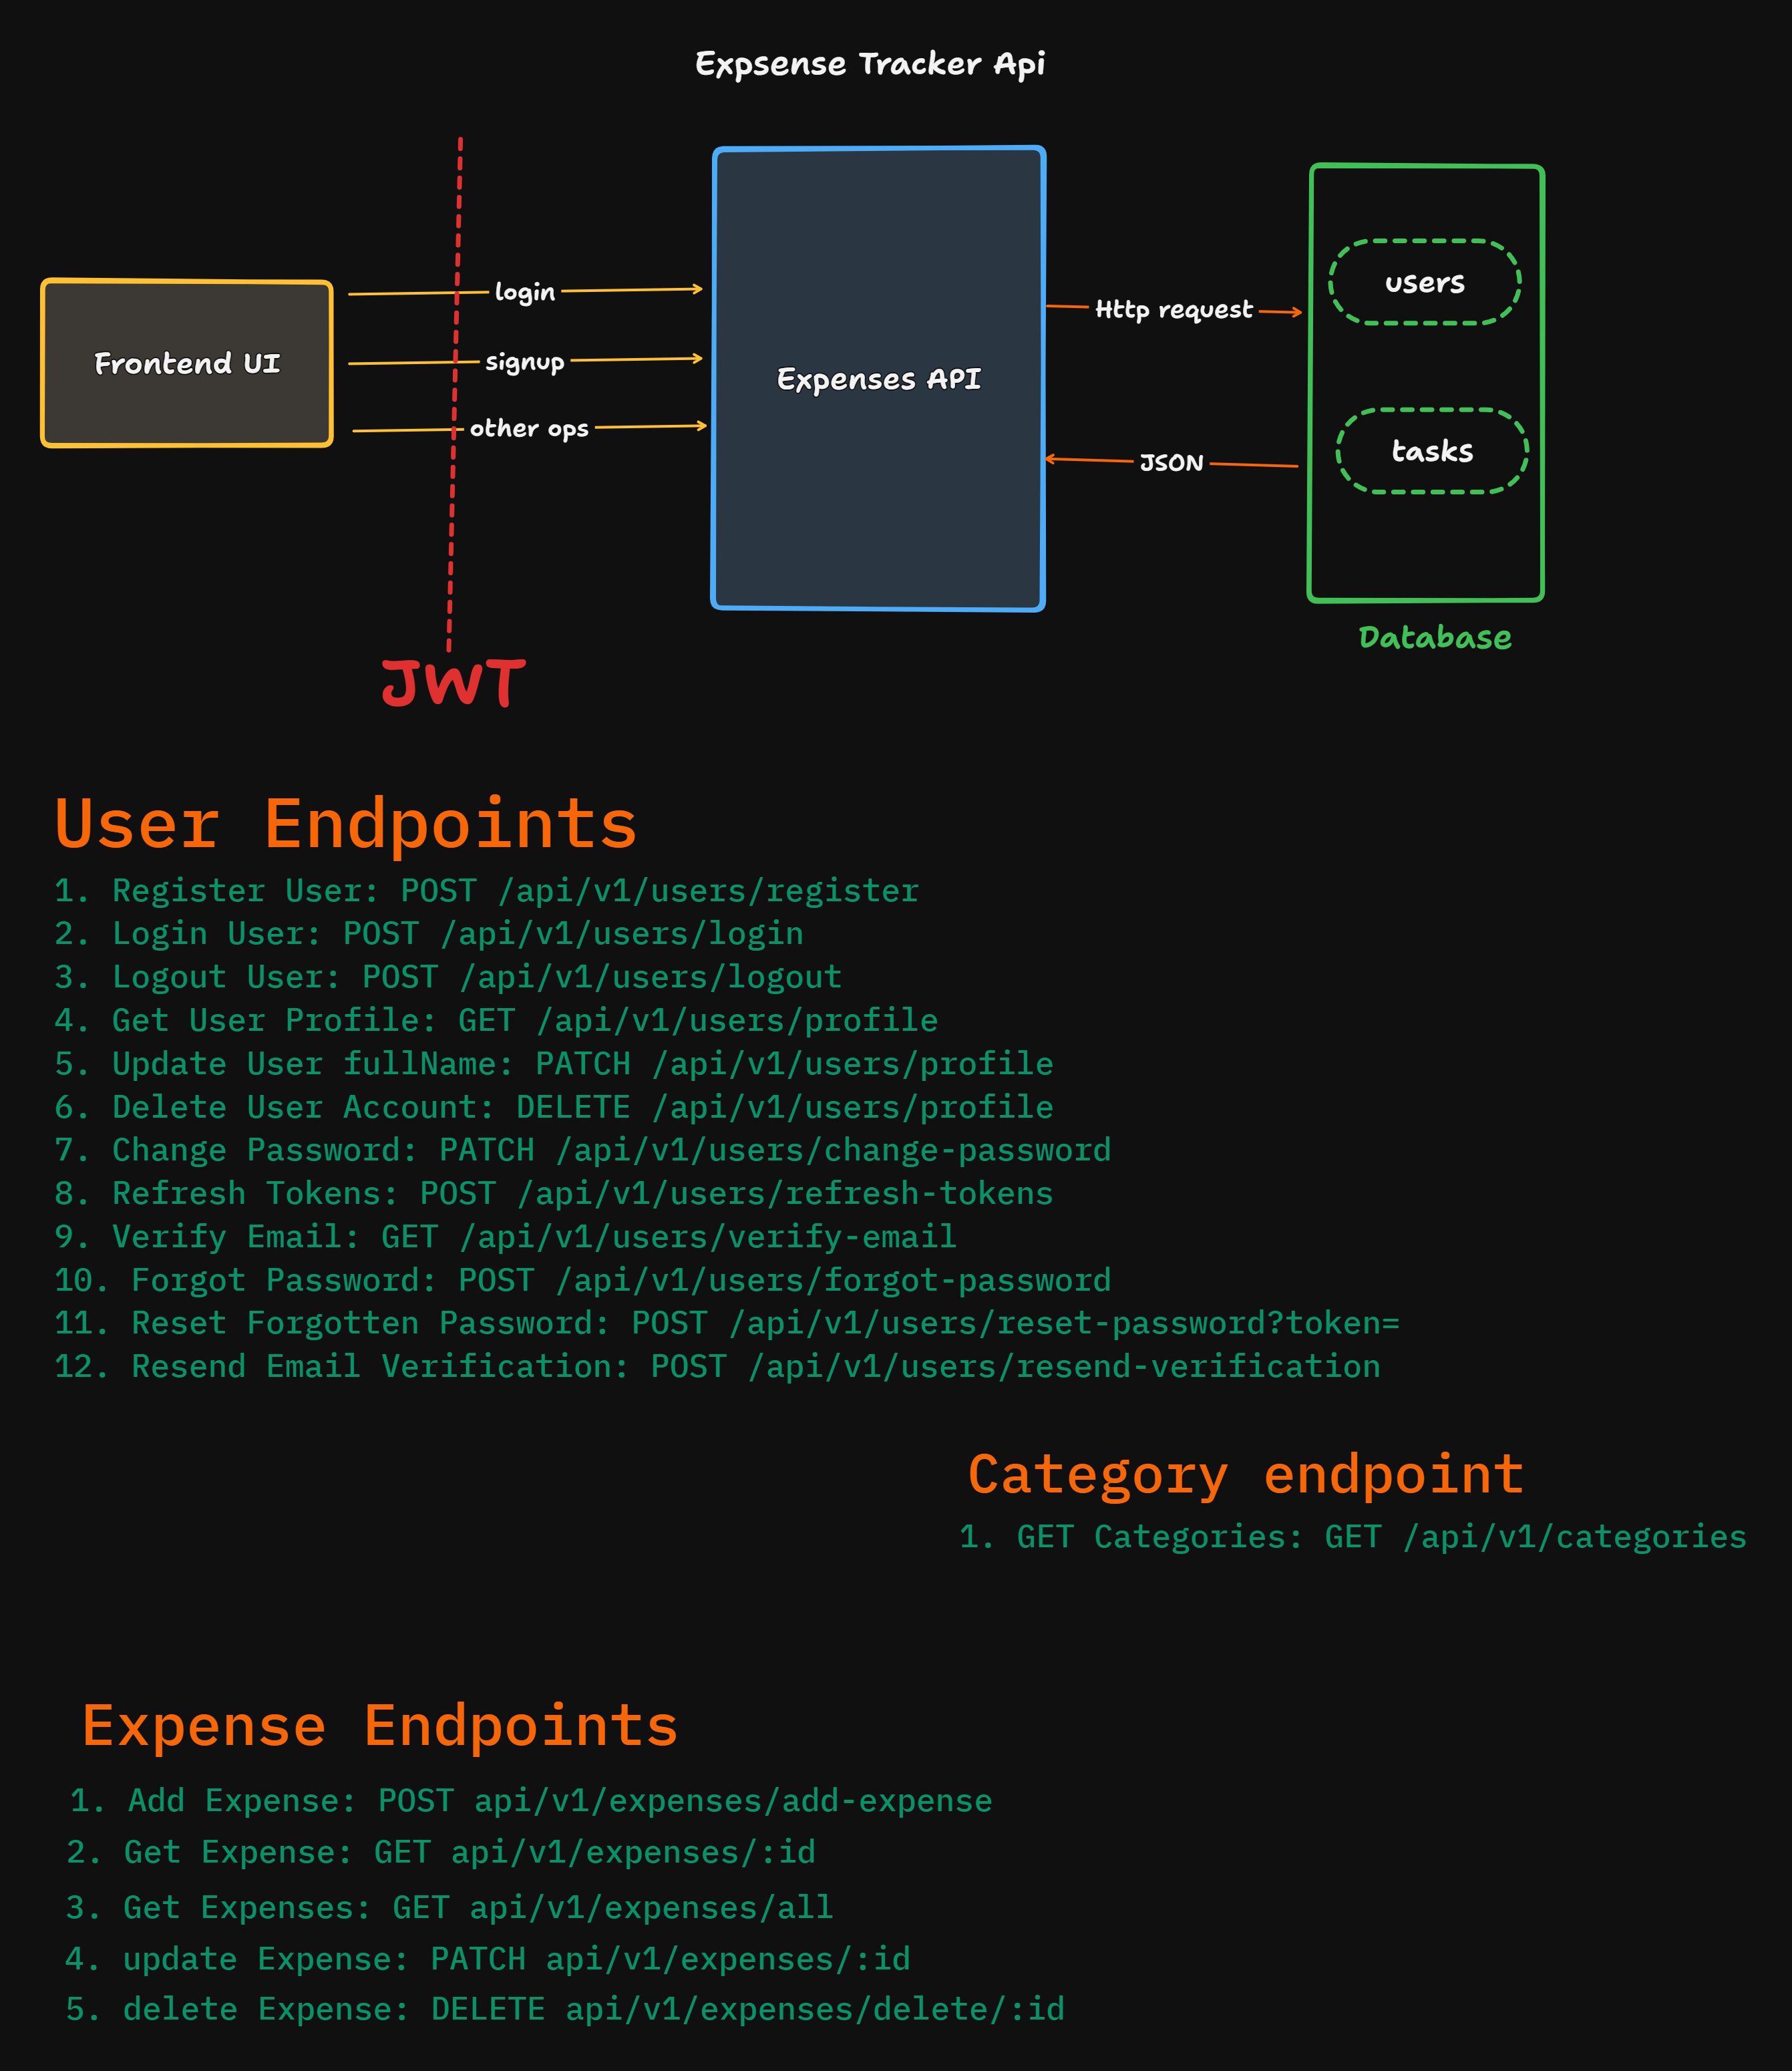 Expsense Tracker Api
Frontend UI
login
signup
other ops
JWT
Expenses API
Http request
JSON
users
tasks
Database
User Endpoints
1. Register User: POST /api/v1/users/register
2. Login User: POST /api/v1/users/login
3. Logout User: POST /api/v1/users/logout
4. Get User Profile: GET /api/v1/users/profile
5. Update User fullName: PATCH /api/v1/users/profile
6. Delete User Account: DELETE /api/v1/users/profile
7. Change Password: PATCH /api/v1/users/change-password
8. Refresh Tokens: POST /api/v1/users/refresh-tokens
9. Verify Email: GET /api/v1/users/verify-email
10. Forgot Password: POST /api/v1/users/forgot-password
11. Reset Forgotten Password: POST /api/v1/users/reset-password?token=
12. Resend Email Verification: POST /api/v1/users/resend-verification
Category endpoint
1. GET Categories: GET /api/v1/categories
Expense Endpoints
1. Add Expense: POST api/v1/expenses/add-expense
2. Get Expense: GET api/v1/expenses/:id
3. Get Expenses: GET api/v1/expenses/all
4. update Expense: PATCH api/v1/expenses/:id
5. delete Expense: DELETE api/v1/expenses/delete/:id